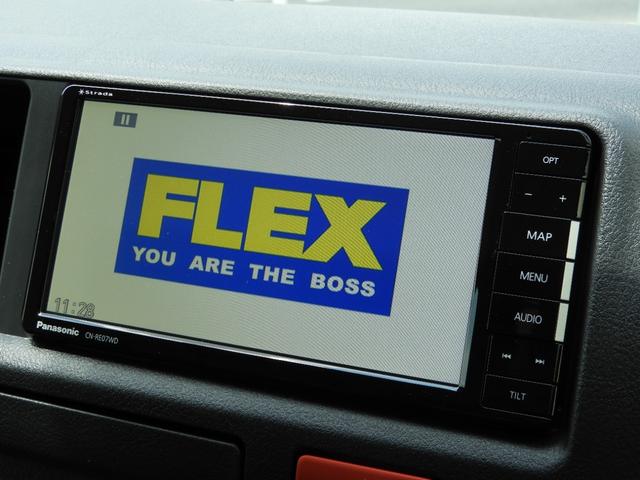 Strada
FLEX
YOU ARE THE BOSS
11:28
Panasonic
CN-RE07WD
OPT
− +
MAP
MENU
AUDIO
TILT